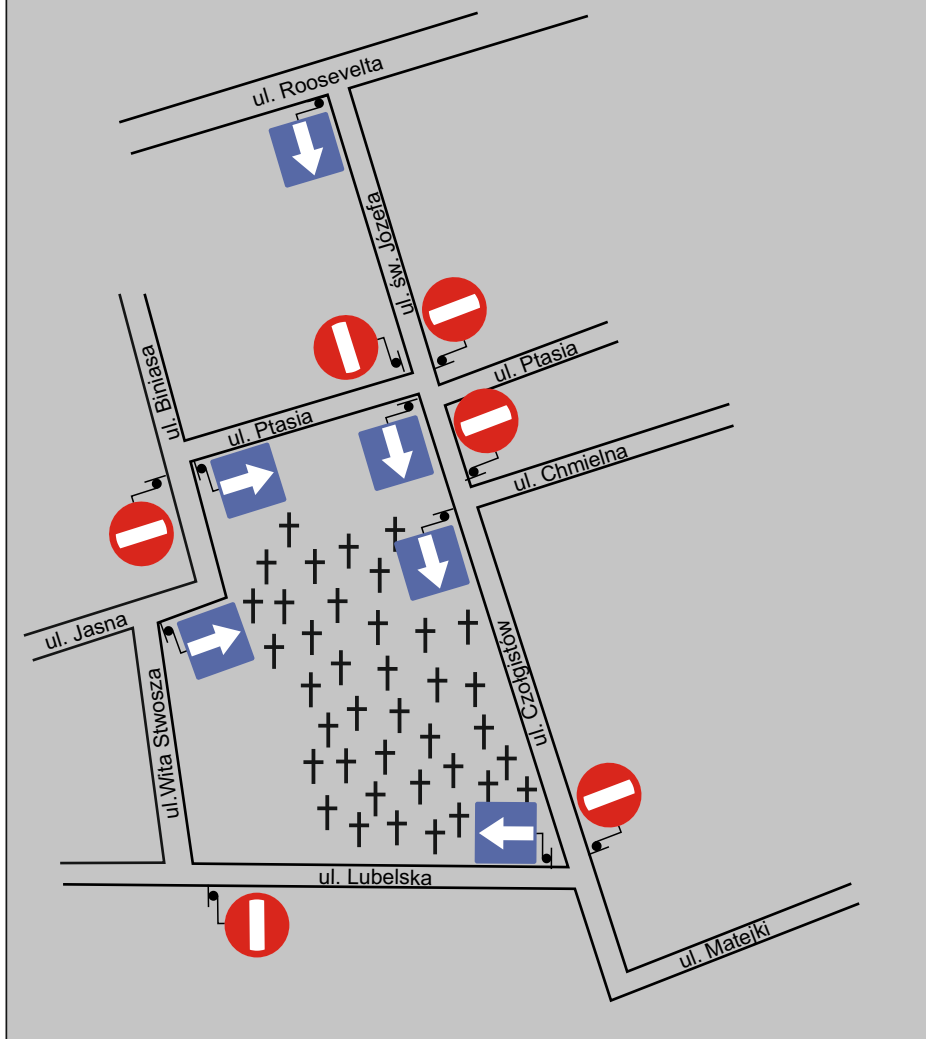 ul. Roosevelta
ul. św. Józefa
ul. Ptasia
ul. Biniasa
ul. Ptasia
ul. Chmielna
ul. Jasna
ul. Czołgistów
ul.Wita Stwosza
ul. Lubelska
ul. Matejki